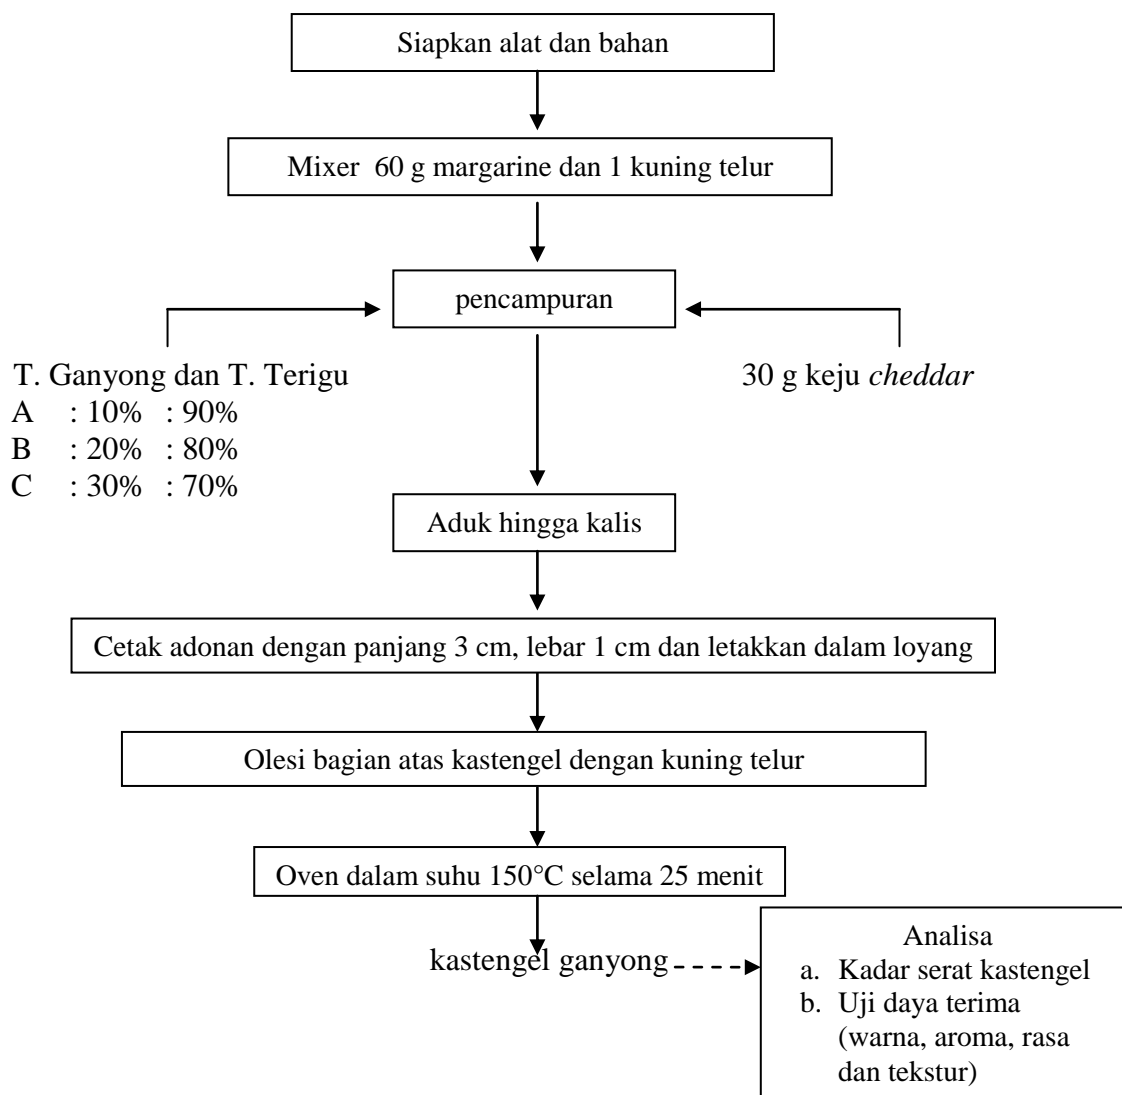 Siapkan alat dan bahan
Mixer  60 g margarine dan 1 kuning telur
pencampuran
T. Ganyong dan T. Terigu
A : 10% : 90%
B : 20% : 80%
C : 30% : 70%
30 g keju cheddar
Aduk hingga kalis
Cetak adonan dengan panjang 3 cm, lebar 1 cm dan letakkan dalam loyang
Olesi bagian atas kastengel dengan kuning telur
Oven dalam suhu 150°C selama 25 menit
kastengel ganyong
Analisa
a. Kadar serat kastengel
b. Uji daya terima
(warna, aroma, rasa
dan tekstur)